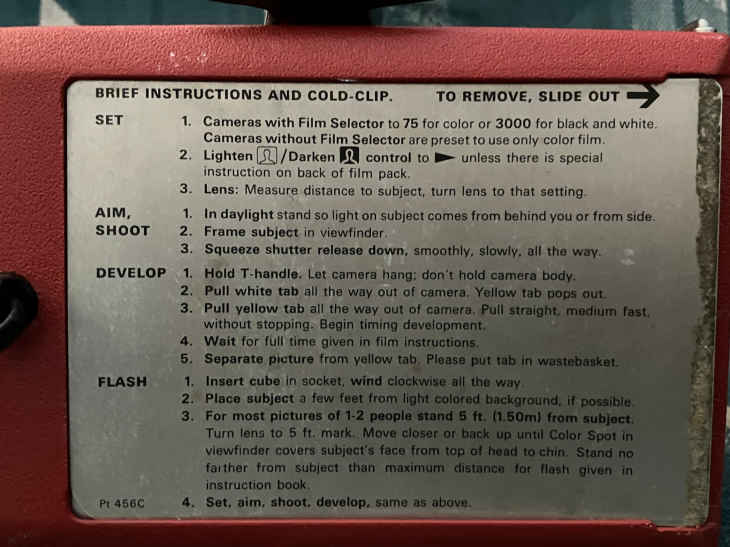 BRIEF INSTRUCTIONS AND COLD-CLIP. TO REMOVE, SLIDE OUT
SET 1. Cameras with Film Selector to 75 for color or 3000 for black and white.
Cameras without Film Selector are preset to use only color film.
2. Lighten /Darken control to unless there is special
instruction on back of film pack.
3. Lens: Measure distance to subject, turn lens to that setting.
AIM, 1. In daylight stand so light on subject comes from behind you or from side.
SHOOT 2. Frame subject in viewfinder.
3. Squeeze shutter release down, smoothly, slowly, all the way.
DEVELOP 1. Hold T-handle. Let camera hang; don't hold camera body.
2. Pull white tab all the way out of camera. Yellow tab pops out.
3. Pull yellow tab all the way out of camera. Pull straight, medium fast,
without stopping. Begin timing development.
4. Wait for full time given in film instructions.
5. Separate picture from yellow tab. Please put tab in wastebasket.
FLASH 1. Insert cube in socket, wind clockwise all the way.
2. Place subject a few feet from light colored background, if possible.
3. For most pictures of 1-2 people stand 5 ft. (1.50m) from subject.
Turn lens to 5 ft. mark. Move closer or back up until Color Spot in
viewfinder covers subject's face from top of head to chin. Stand no
farther from subject than maximum distance for flash given in
instruction book.
Pt 456C 4. Set, aim, shoot, develop, same as above.